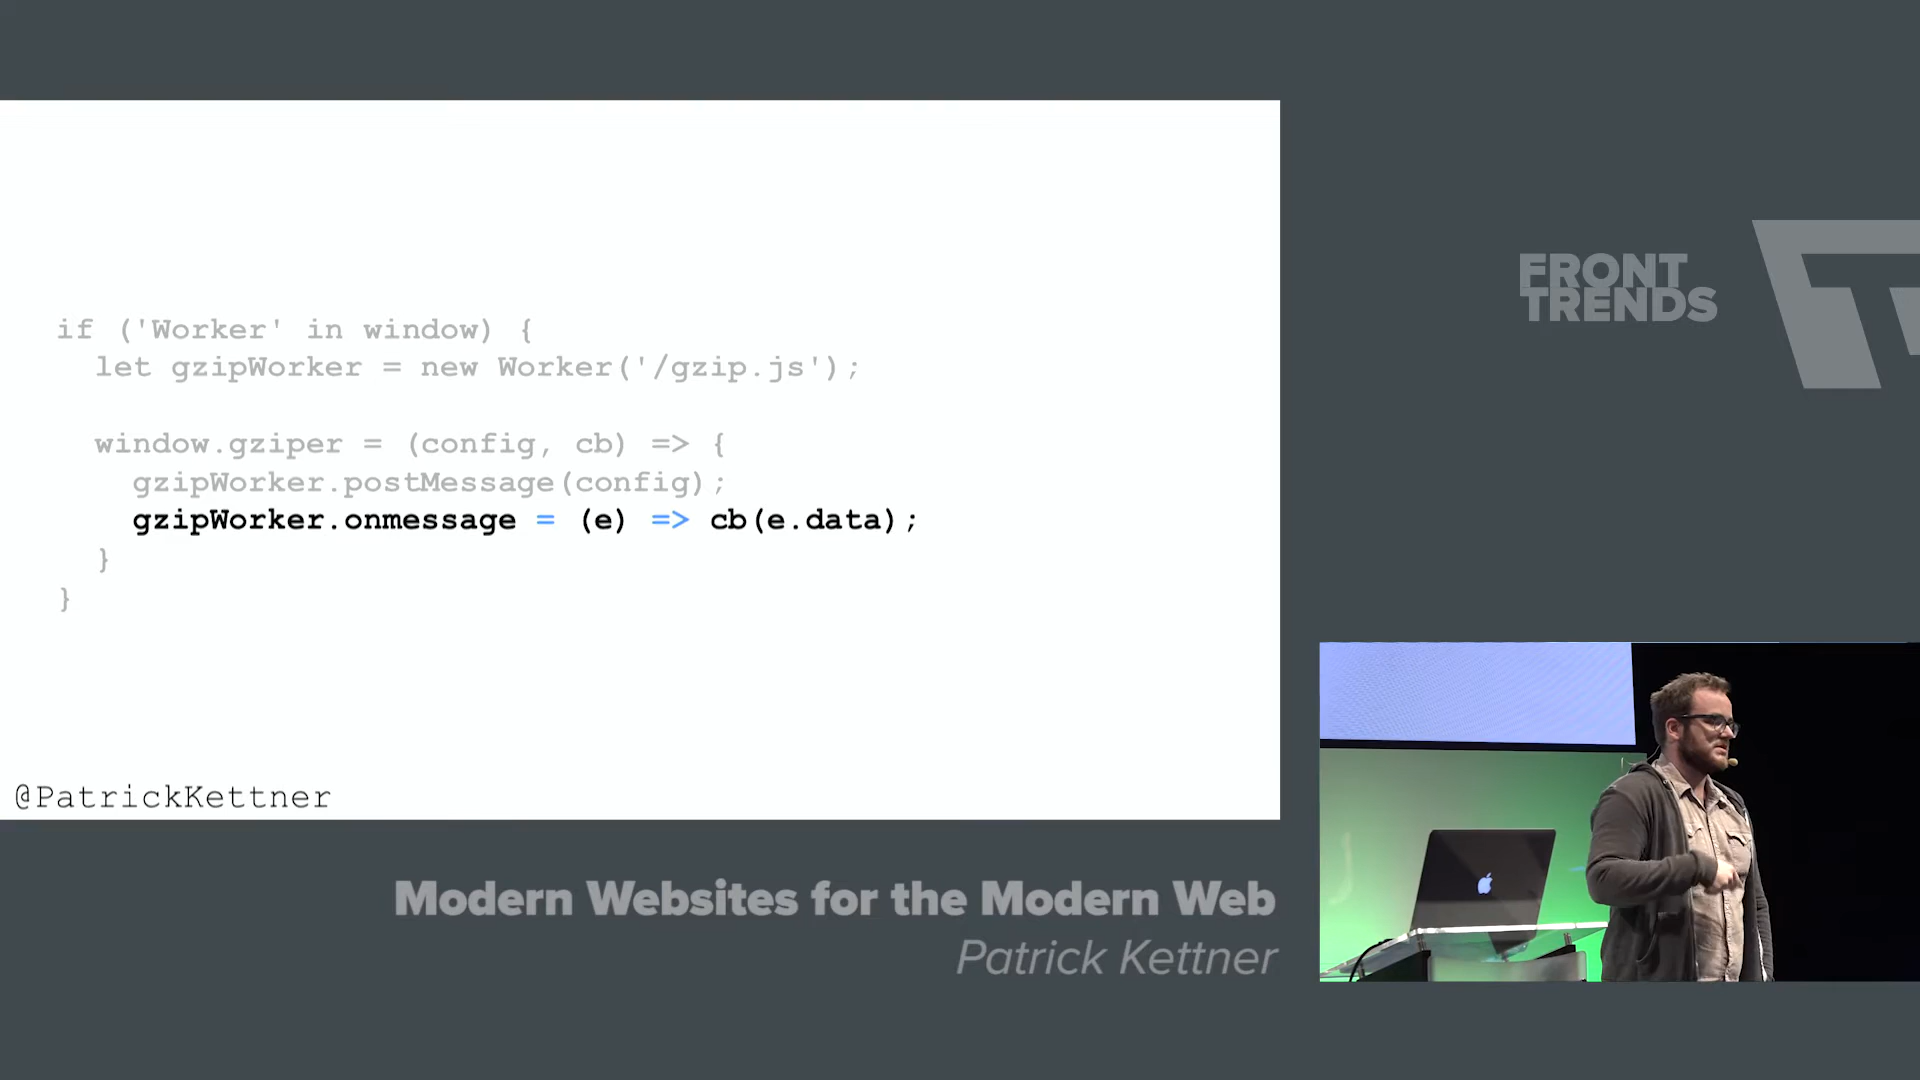 if ('Worker' in window) {
  let gzipWorker = new Worker('/gzip.js');
  window.gziper = (config, cb) => {
    gzipWorker.postMessage(config);
    gzipWorker.onmessage = (e) => cb(e.data);
  }
}
@PatrickKettner
FRONT
TRENDS
Modern Websites for the Modern Web
Patrick Kettner